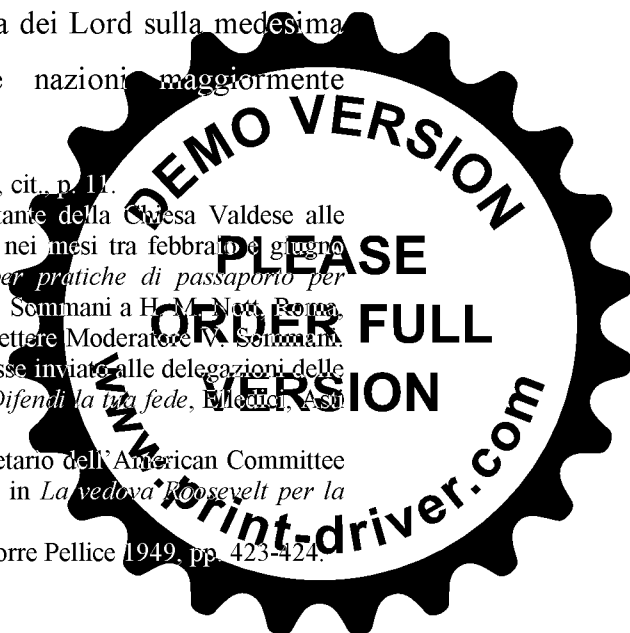 a dei Lord sulla medesima
e nazioni maggiormente
, cit., p. 11.
tante della Chiesa Valdese alle
nei mesi tra febbraio e giugno
per pratiche di passaporto per
Sommani a H. M. Nott, Roma,
ettere Moderatore V. Sommani,
sse inviato alle delegazioni delle
Difendi la tua fede, Elledici, Asti
etario dell'American Committee
in La vedova Roosevelt per la
orre Pellice 1949, pp. 423-424.
DEMO VERSION
PLEASE
ORDER FULL
VERSION
www.print-driver.com